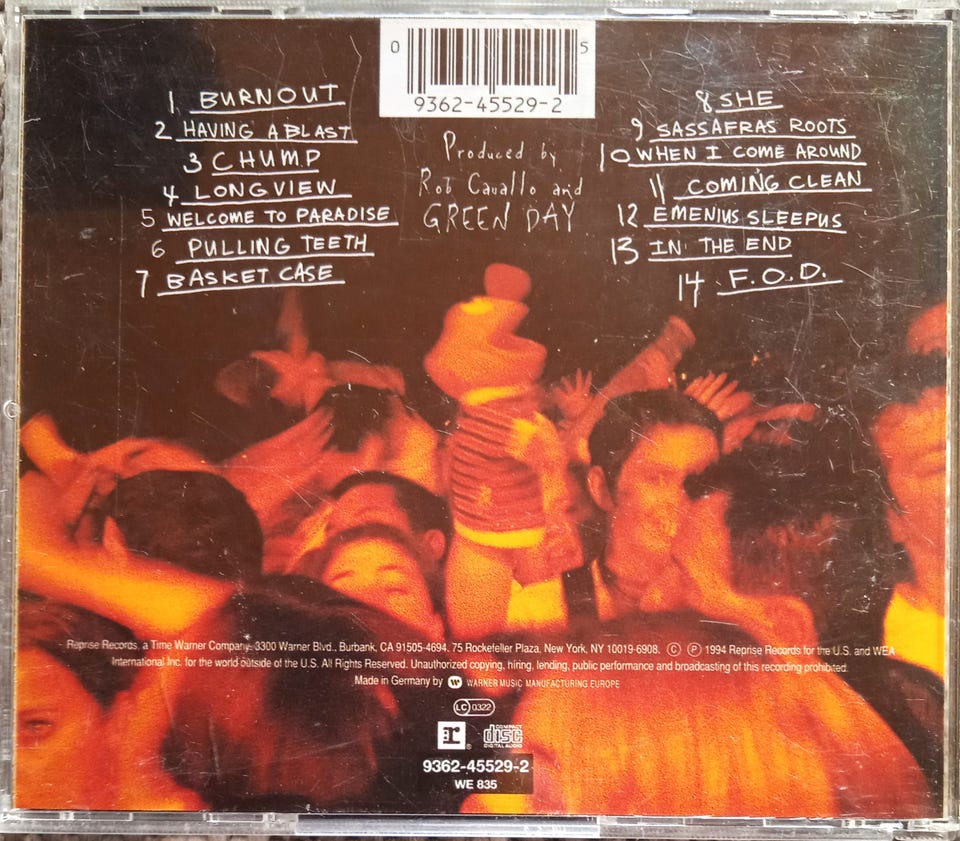 0 5
9362-45529-2
1 BURNOUT
2 HAVING A BLAST
3 CHUMP
4 LONGVIEW
5 WELCOME TO PARADISE
6 PULLING TEETH
7 BASKET CASE
Produced by
Rob Cavallo and
GREEN DAY
8 SHE
9 SASSAFRAS ROOTS
10 WHEN I COME AROUND
11 COMING CLEAN
12 EMENIUS SLEEPUS
13 IN THE END
14 F.O.D.
Reprise Records, a Time Warner Company. 3300 Warner Blvd., Burbank, CA 91505-4694. 75 Rockefeller Plaza, New York, NY 10019-6908. Ⓒ Ⓟ 1994 Reprise Records for the U.S. and WEA
International Inc. for the world outside of the U.S. All Rights Reserved. Unauthorized copying, hiring, lending, public performance and broadcasting of this recording prohibited.
Made in Germany by WARNER MUSIC MANUFACTURING EUROPE
LC 0322
r ® COMPACT disc DIGITAL AUDIO
9362-45529-2
WE 835